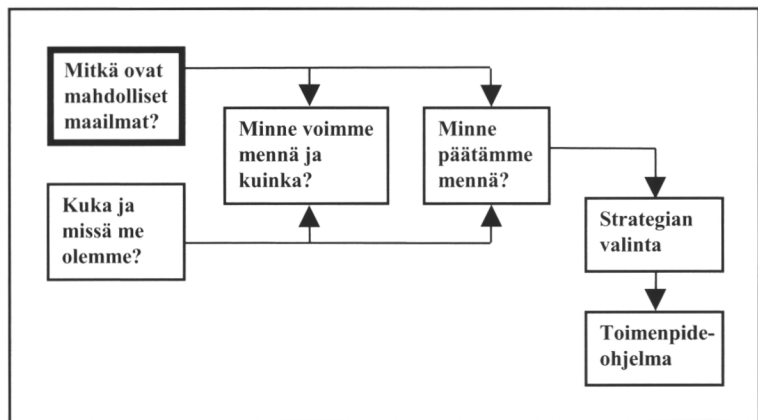 Mitkä ovat
mahdolliset
maailmat?
Minne voimme
mennä ja
kuinka?
Minne
päätämme
mennä?
Kuka ja
missä me
olemme?
Strategian
valinta
Toimenpide-
ohjelma